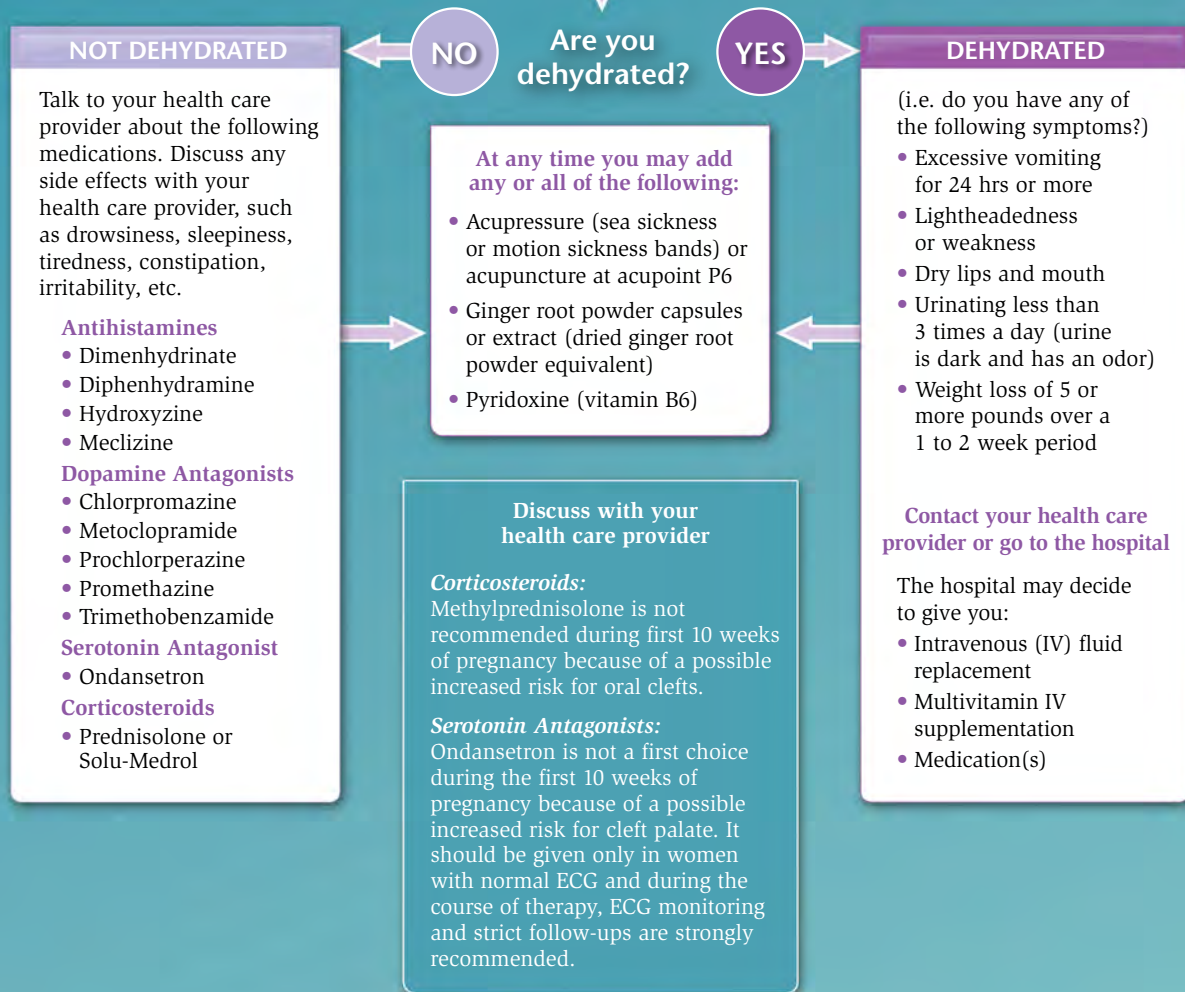 Are you
dehydrated?
NO
YES
NOT DEHYDRATED
Talk to your health care
provider about the following
medications. Discuss any
side effects with your
health care provider, such
as drowsiness, sleepiness,
tiredness, constipation,
irritability, etc.
Antihistamines
• Dimenhydrinate
• Diphenhydramine
• Hydroxyzine
• Meclizine
Dopamine Antagonists
• Chlorpromazine
• Metoclopramide
• Prochlorperazine
• Promethazine
• Trimethobenzamide
Serotonin Antagonist
• Ondansetron
Corticosteroids
• Prednisolone or
Solu-Medrol
At any time you may add
any or all of the following:
• Acupressure (sea sickness
or motion sickness bands) or
acupuncture at acupoint P6
• Ginger root powder capsules
or extract (dried ginger root
powder equivalent)
• Pyridoxine (vitamin B6)
Discuss with your
health care provider
Corticosteroids:
Methylprednisolone is not
recommended during first 10 weeks
of pregnancy because of a possible
increased risk for oral clefts.
Serotonin Antagonists:
Ondansetron is not a first choice
during the first 10 weeks of
pregnancy because of a possible
increased risk for cleft palate. It
should be given only in women
with normal ECG and during the
course of therapy, ECG monitoring
and strict follow-ups are strongly
recommended.
DEHYDRATED
(i.e. do you have any of
the following symptoms?)
• Excessive vomiting
for 24 hrs or more
• Lightheadedness
or weakness
• Dry lips and mouth
• Urinating less than
3 times a day (urine
is dark and has an odor)
• Weight loss of 5 or
more pounds over a
1 to 2 week period
Contact your health care
provider or go to the hospital
The hospital may decide
to give you:
• Intravenous (IV) fluid
replacement
• Multivitamin IV
supplementation
• Medication(s)